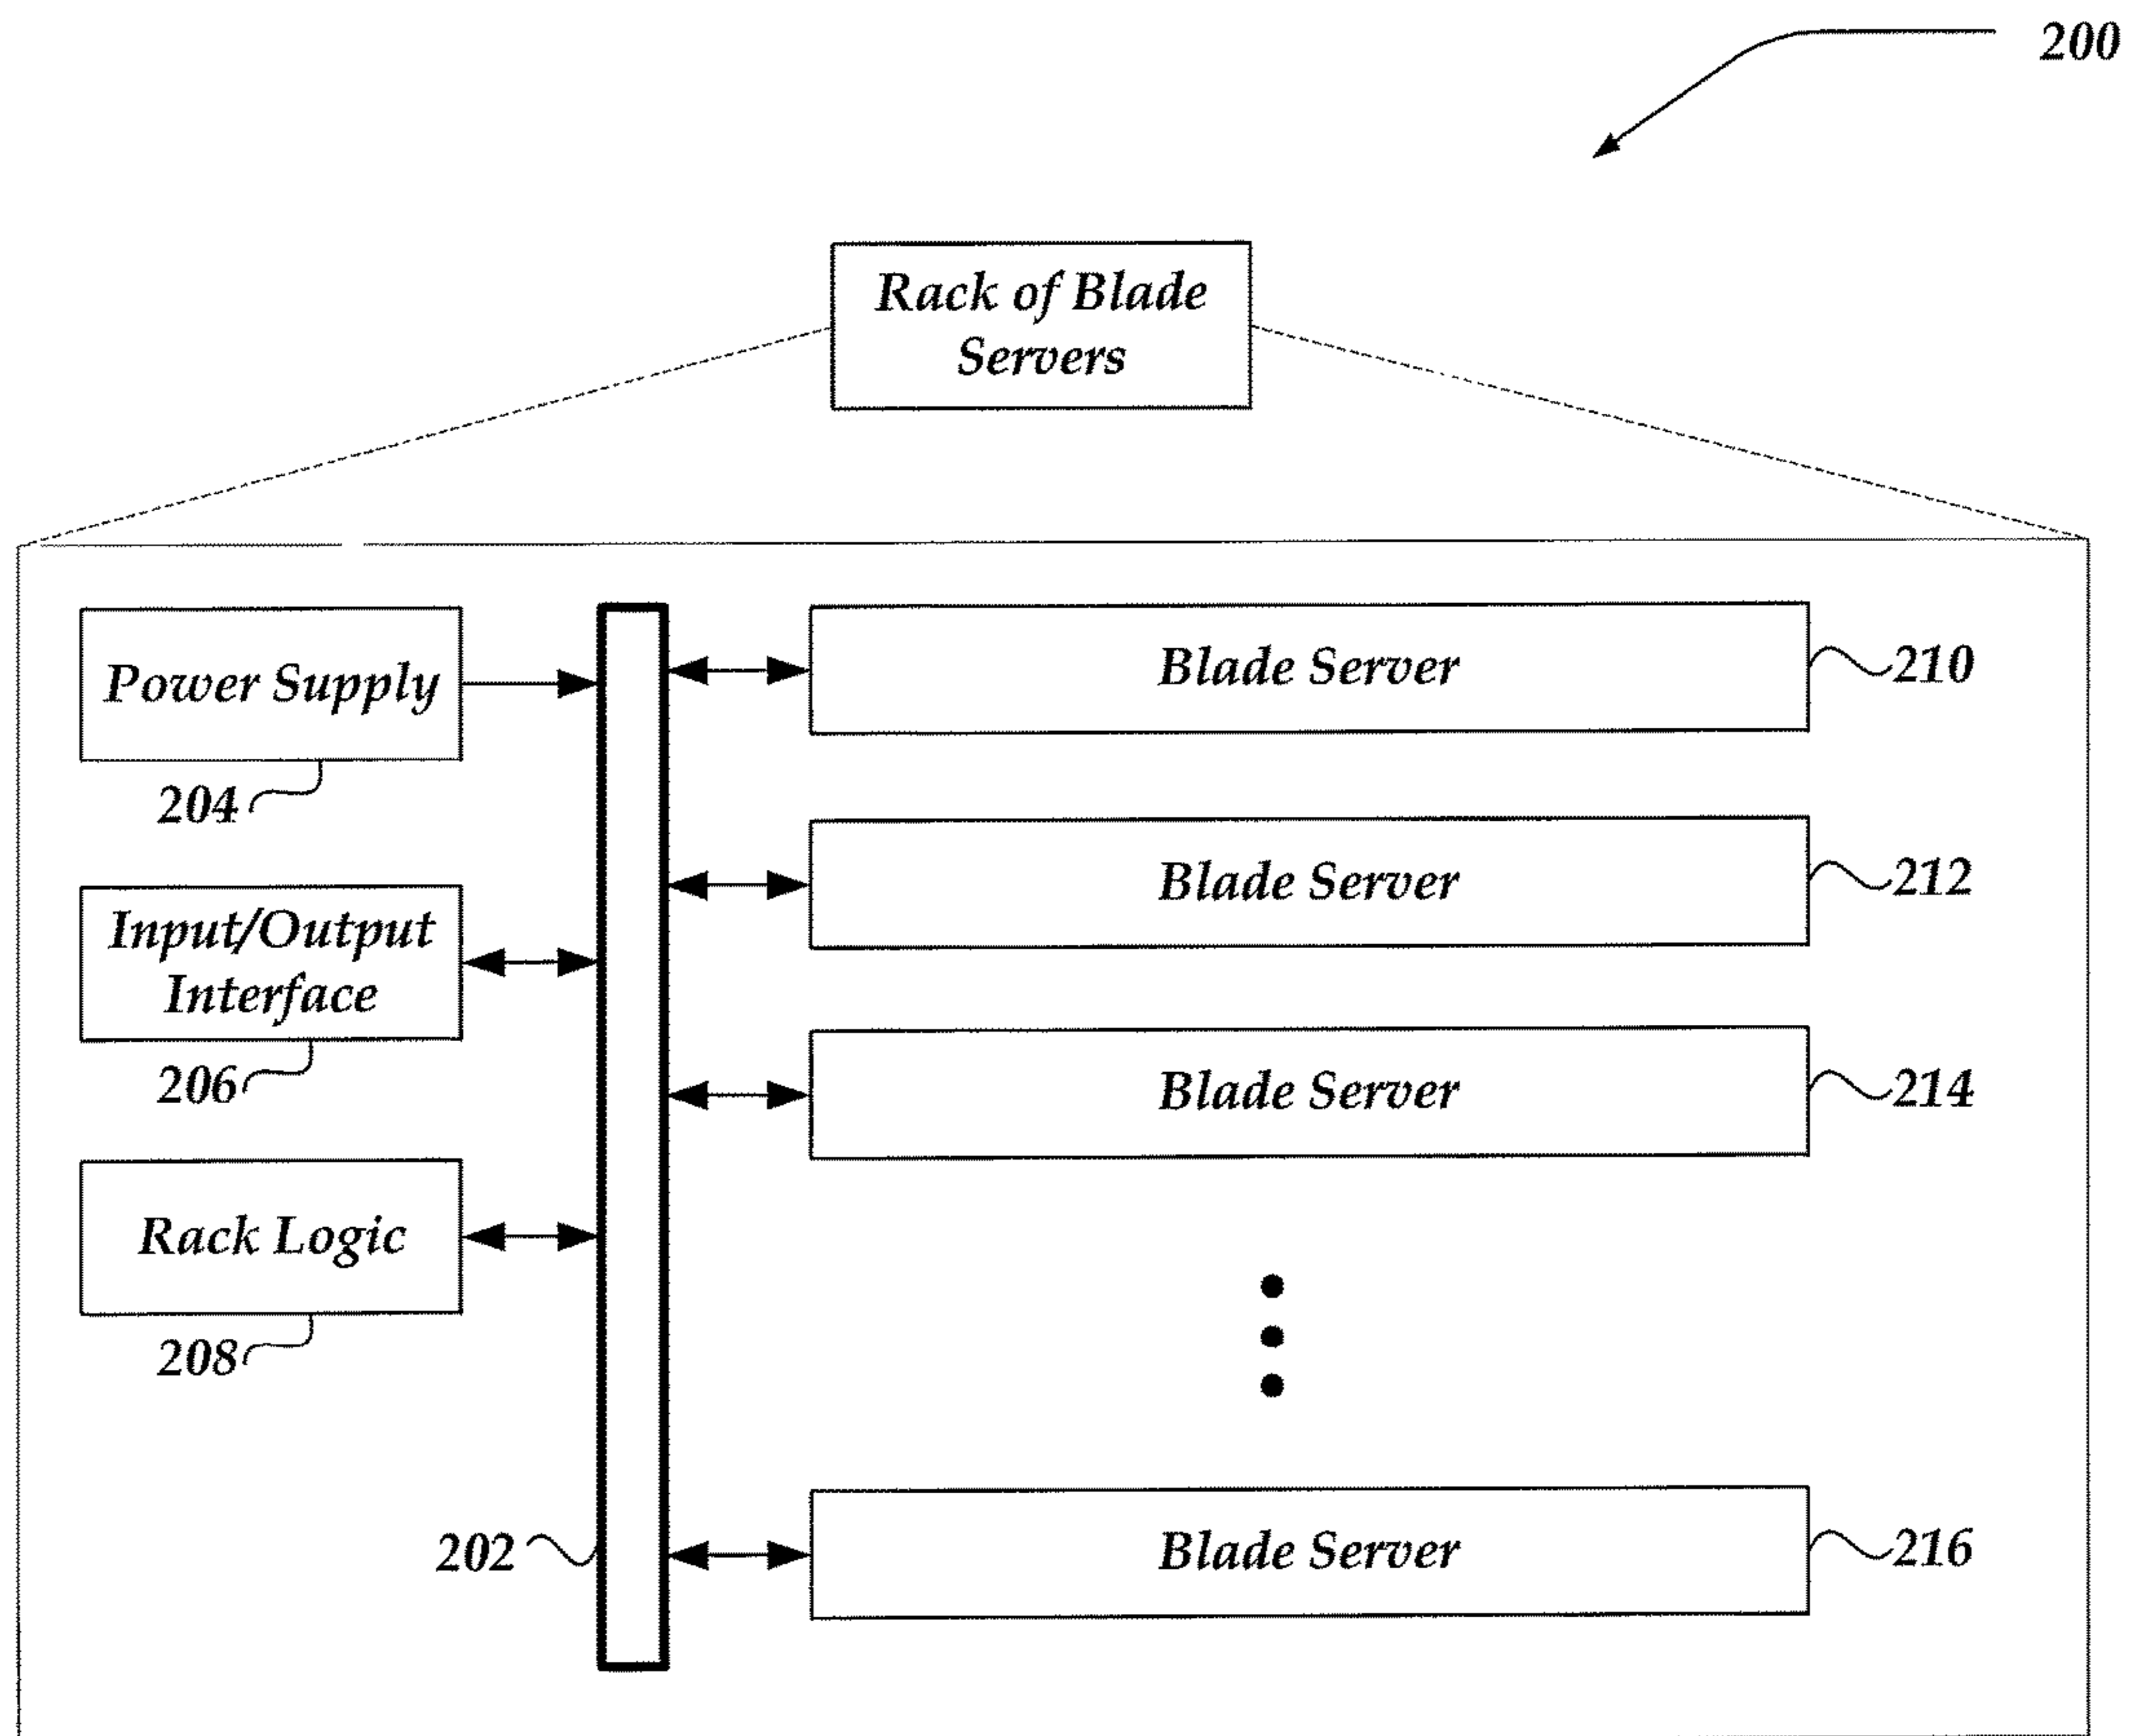 200
Rack of Blade
Servers
Power Supply
204
Input/Output
Interface
206
Rack Logic
208
202
Blade Server
210
Blade Server
212
Blade Server
214
Blade Server
216